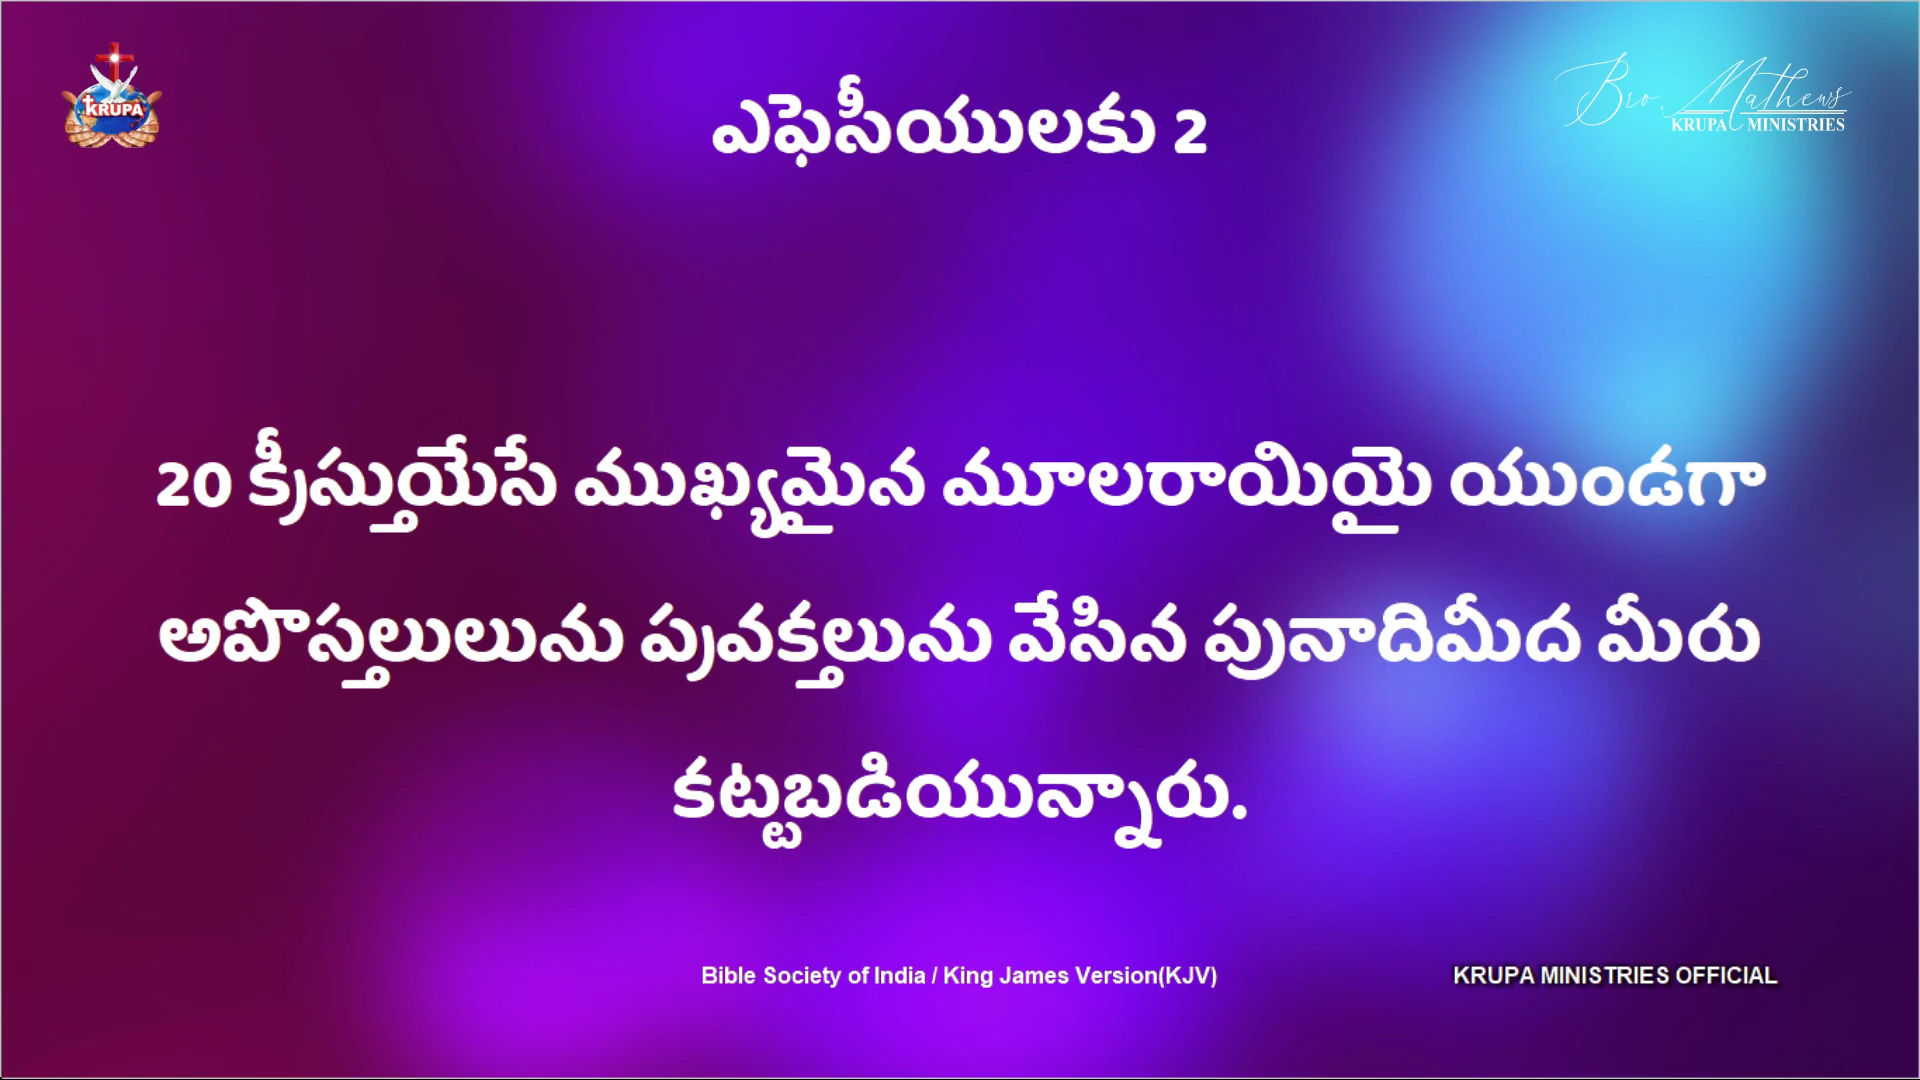 KRUPA
Bro. Mathews
KRUPA MINISTRIES
ఎఫెసీయులకు 2
20 క్రీస్తుయేసే ముఖ్యమైన మూలరాయియై యుండగా
అపొస్తలులును ప్రవక్తలును వేసిన పునాదిమీద మీరు
కట్టబడియున్నారు.
Bible Society of India / King James Version(KJV)
KRUPA MINISTRIES OFFICIAL